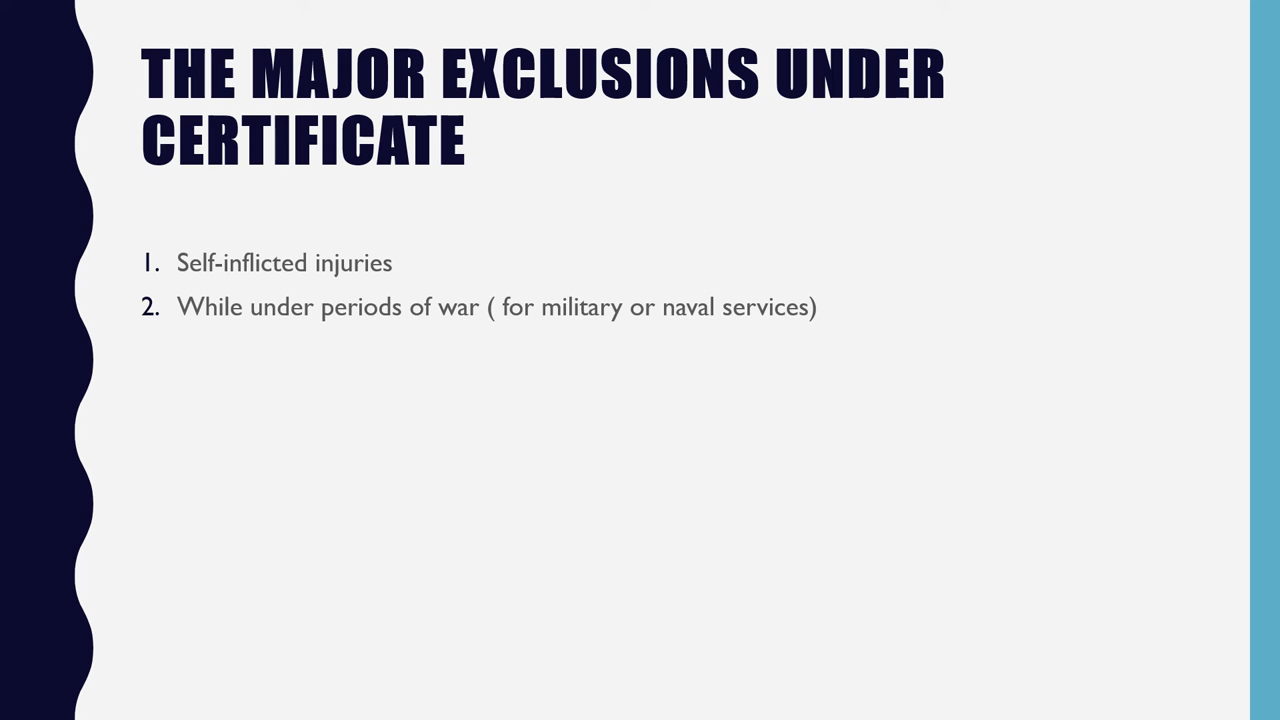 THE MAJOR EXCLUSIONS UNDER
CERTIFICATE
1. Self-inflicted injuries
2. While under periods of war ( for military or naval services)